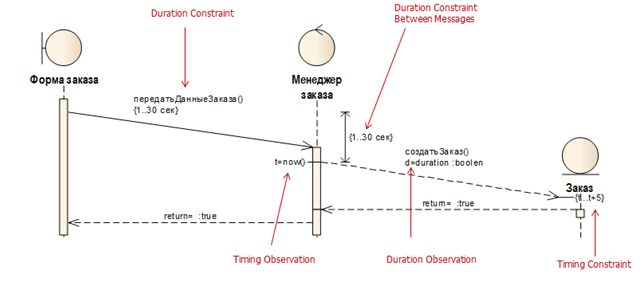 Duration Constraint
Duration Constraint
Between Messages
Форма заказа
Менеджер
заказа
передатьДанныеЗаказа()
{1..30 сек}
{1..30 сек}
создатьЗаказ()
d=duration :boolen
t=now()
Заказ
{t..t+5}
return= :true
return= :true
Timing Observation
Duration Observation
Timing Constraint